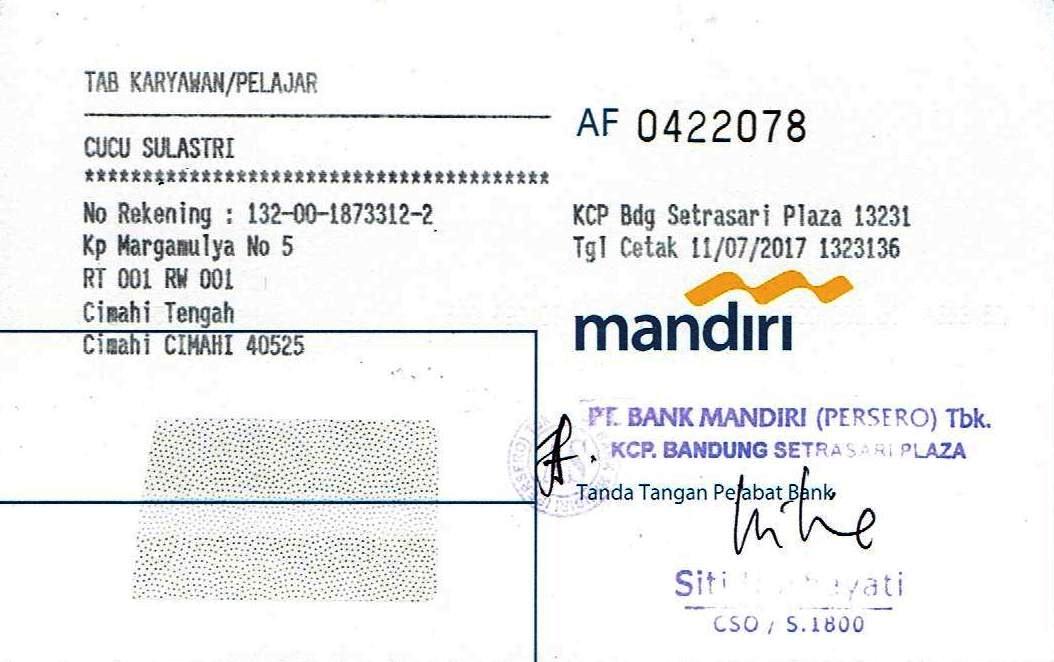 TAB KARYAWAN/PELAJAR
CUCU SULASTRI
****************************************
No Rekening : 132-00-1873312-2
Kp Margamulya No 5
RT 001 RW 001
Cimahi Tengah
Cimahi CIMAHI 40525
AF 0422078
KCP Bdg Setrasari Plaza 13231
Tgl Cetak 11/07/2017 1323136
mandiri
PT. BANK MANDIRI (PERSERO) Tbk.
KCP. BANDUNG SETRASARI PLAZA
Tanda Tangan Pejabat Bank
Siti
CSO / S.1800